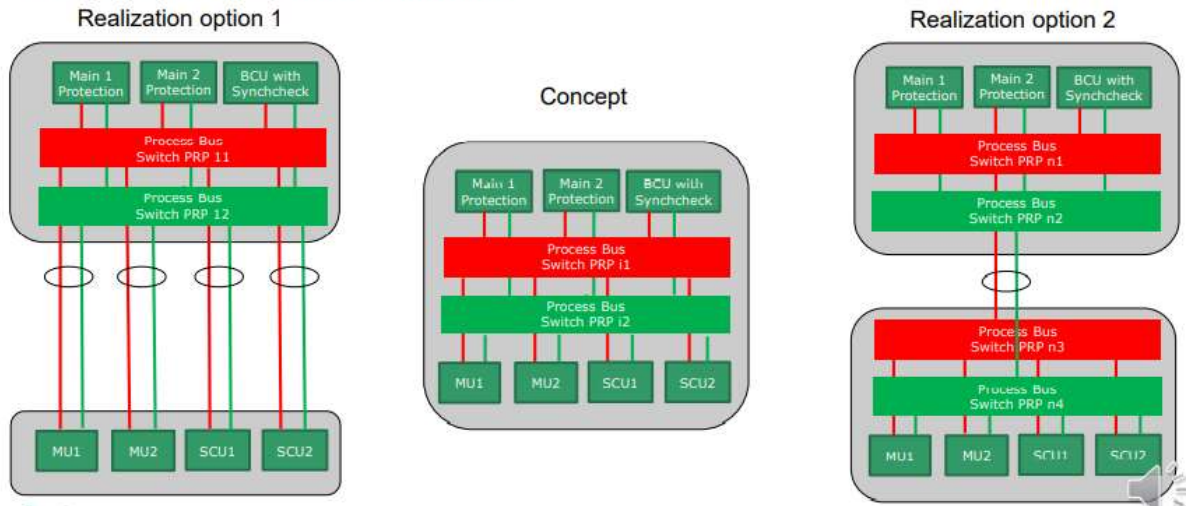 Realization option 1
Main 1
Protection
Main 2
Protection
BCU with
Synchcheck
Process Bus
Switch PRP 11
Process Bus
Switch PRP 12
MU1
MU2
SCU1
SCU2
Concept
Main 1
Protection
Main 2
Protection
BCU with
Synchcheck
Process Bus
Switch PRP i1
Process Bus
Switch PRP i2
MU1
MU2
SCU1
SCU2
Realization option 2
Main 1
Protection
Main 2
Protection
BCU with
Synchcheck
Process Bus
Switch PRP n1
Process Bus
Switch PRP n2
Process Bus
Switch PRP n3
Process Bus
Switch PRP n4
MU1
MU2
SCU1
SCU2